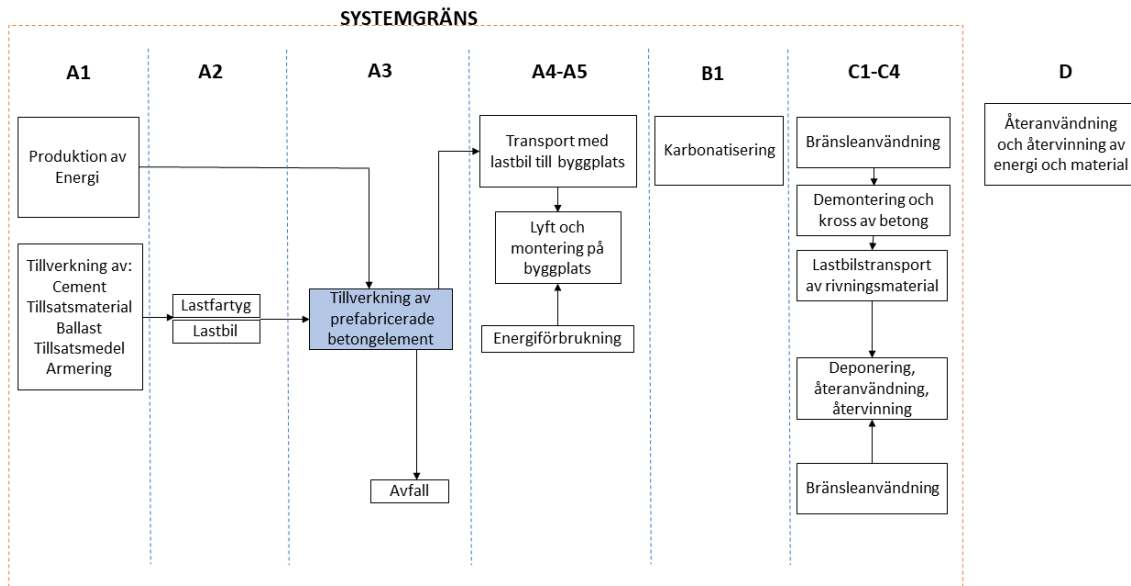 SYSTEMGRÄNS
A1
A2
A3
A4-A5
B1
C1-C4
D
Produktion av
Energi
Tillverkning av:
Cement
Tillsatsmaterial
Ballast
Tillsatsmedel
Armering
Lastfartyg
Lastbil
Tillverkning av
prefabricerade
betongelement
Avfall
Transport med
lastbil till byggplats
Lyft och
montering på
byggplats
Energiförbrukning
Karbonatisering
Bränsleanvändning
Demontering och
kross av betong
Lastbilstransport
av rivningsmaterial
Deponering,
återanvändning,
återvinning
Bränsleanvändning
Återanvändning
och återvinning av
energi och material